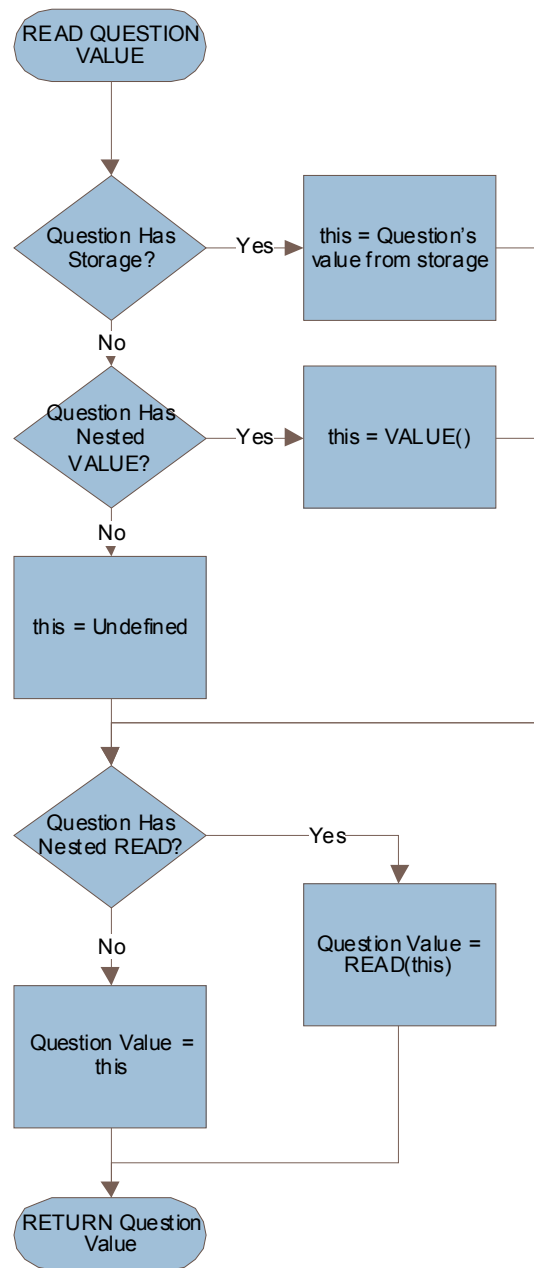 READ QUESTION
VALUE
Question Has
Storage?
Yes
this = Question's
value from storage
No
Question Has
Nested
VALUE?
Yes
this = VALUE()
No
this = Undefined
Question Has
Nested READ?
Yes
No
Question Value =
READ(this)
Question Value =
this
RETURN Question
Value